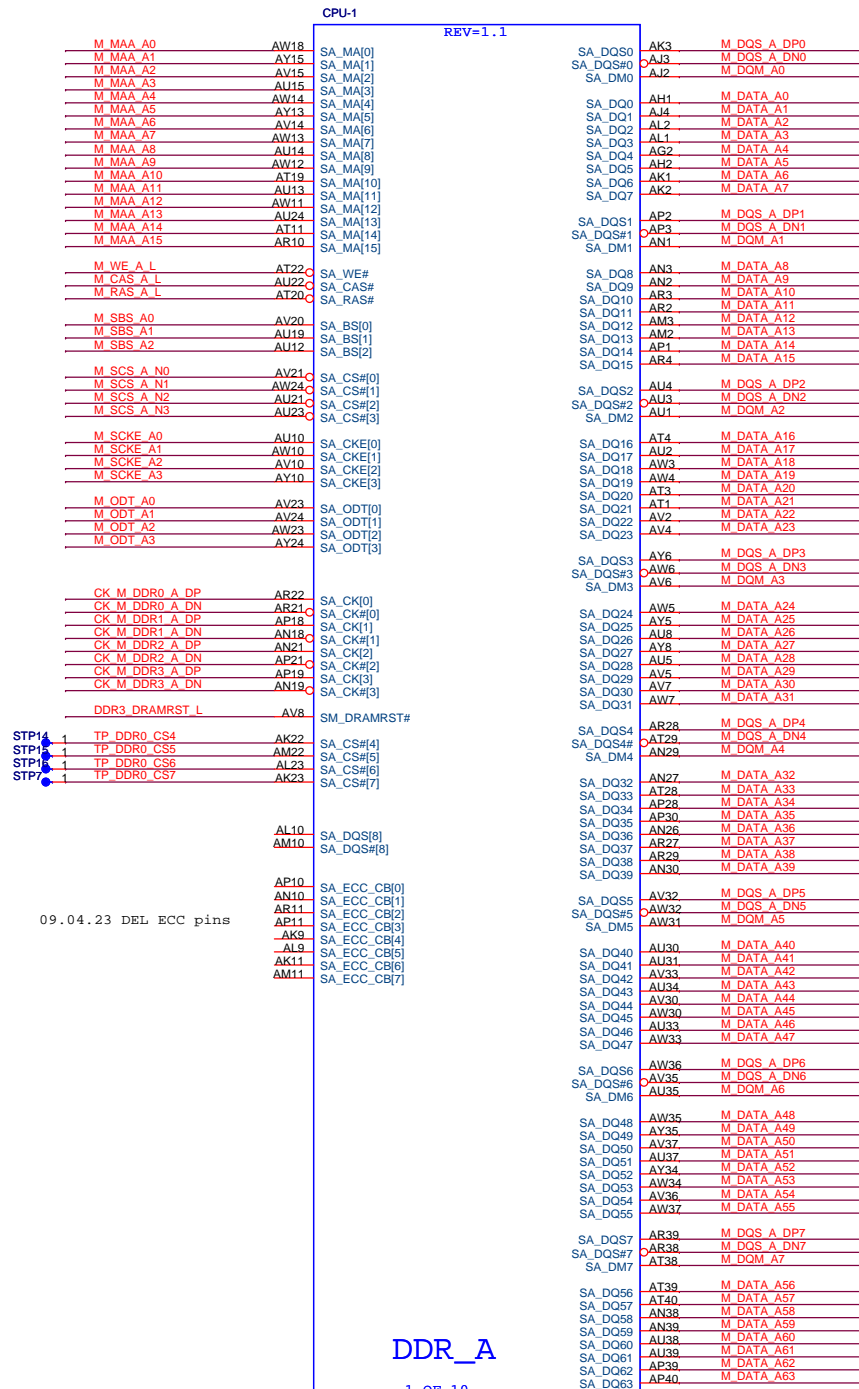 CPU-1
REV=1.1
M_MAA_A0 AW18 SA_MA[0]
M_MAA_A1 AY15 SA_MA[1]
M_MAA_A2 AV15 SA_MA[2]
M_MAA_A3 AU15 SA_MA[3]
M_MAA_A4 AW14 SA_MA[4]
M_MAA_A5 AY13 SA_MA[5]
M_MAA_A6 AV14 SA_MA[6]
M_MAA_A7 AW13 SA_MA[7]
M_MAA_A8 AU14 SA_MA[8]
M_MAA_A9 AW12 SA_MA[9]
M_MAA_A10 AT19 SA_MA[10]
M_MAA_A11 AU13 SA_MA[11]
M_MAA_A12 AW11 SA_MA[12]
M_MAA_A13 AU24 SA_MA[13]
M_MAA_A14 AT11 SA_MA[14]
M_MAA_A15 AR10 SA_MA[15]
M_WE_A_L AT22 SA_WE#
M_CAS_A_L AU22 SA_CAS#
M_RAS_A_L AT20 SA_RAS#
M_SBS_A0 AV20 SA_BS[0]
M_SBS_A1 AU19 SA_BS[1]
M_SBS_A2 AU12 SA_BS[2]
M_SCS_A_N0 AV21 SA_CS#[0]
M_SCS_A_N1 AW24 SA_CS#[1]
M_SCS_A_N2 AU21 SA_CS#[2]
M_SCS_A_N3 AU23 SA_CS#[3]
M_SCKE_A0 AU10 SA_CKE[0]
M_SCKE_A1 AW10 SA_CKE[1]
M_SCKE_A2 AV10 SA_CKE[2]
M_SCKE_A3 AY10 SA_CKE[3]
M_ODT_A0 AV23 SA_ODT[0]
M_ODT_A1 AV24 SA_ODT[1]
M_ODT_A2 AW23 SA_ODT[2]
M_ODT_A3 AY24 SA_ODT[3]
CK_M_DDR0_A_DP AR22 SA_CK[0]
CK_M_DDR0_A_DN AR21 SA_CK#[0]
CK_M_DDR1_A_DP AP18 SA_CK[1]
CK_M_DDR1_A_DN AN18 SA_CK#[1]
CK_M_DDR2_A_DP AN21 SA_CK[2]
CK_M_DDR2_A_DN AP21 SA_CK#[2]
CK_M_DDR3_A_DP AP19 SA_CK[3]
CK_M_DDR3_A_DN AN19 SA_CK#[3]
DDR3_DRAMRST_L AV8 SM_DRAMRST#
STP14 1 TP_DDR0_CS4 AK22 SA_CS#[4]
STP15 1 TP_DDR0_CS5 AM22 SA_CS#[5]
STP16 1 TP_DDR0_CS6 AL23 SA_CS#[6]
STP7 1 TP_DDR0_CS7 AK23 SA_CS#[7]
AL10 SA_DQS[8]
AM10 SA_DQS#[8]
AP10 SA_ECC_CB[0]
AN10 SA_ECC_CB[1]
AR11 SA_ECC_CB[2]
AP11 SA_ECC_CB[3]
AK9 SA_ECC_CB[4]
AL9 SA_ECC_CB[5]
AK11 SA_ECC_CB[6]
AM11 SA_ECC_CB[7]
09.04.23 DEL ECC pins
SA_DQS0 AK3 M_DQS_A_DP0
SA_DQS#0 AJ3 M_DQS_A_DN0
SA_DM0 AJ2 M_DQM_A0
SA_DQ0 AH1 M_DATA_A0
SA_DQ1 AJ4 M_DATA_A1
SA_DQ2 AL2 M_DATA_A2
SA_DQ3 AL1 M_DATA_A3
SA_DQ4 AG2 M_DATA_A4
SA_DQ5 AH2 M_DATA_A5
SA_DQ6 AK1 M_DATA_A6
SA_DQ7 AK2 M_DATA_A7
SA_DQS1 AP2 M_DQS_A_DP1
SA_DQS#1 AP3 M_DQS_A_DN1
SA_DM1 AN1 M_DQM_A1
SA_DQ8 AN3 M_DATA_A8
SA_DQ9 AN2 M_DATA_A9
SA_DQ10 AR3 M_DATA_A10
SA_DQ11 AR2 M_DATA_A11
SA_DQ12 AM3 M_DATA_A12
SA_DQ13 AM2 M_DATA_A13
SA_DQ14 AP1 M_DATA_A14
SA_DQ15 AR4 M_DATA_A15
SA_DQS2 AU4 M_DQS_A_DP2
SA_DQS#2 AU3 M_DQS_A_DN2
SA_DM2 AU1 M_DQM_A2
SA_DQ16 AT4 M_DATA_A16
SA_DQ17 AU2 M_DATA_A17
SA_DQ18 AW3 M_DATA_A18
SA_DQ19 AW4 M_DATA_A19
SA_DQ20 AT3 M_DATA_A20
SA_DQ21 AT1 M_DATA_A21
SA_DQ22 AV2 M_DATA_A22
SA_DQ23 AV4 M_DATA_A23
SA_DQS3 AY6 M_DQS_A_DP3
SA_DQS#3 AW6 M_DQS_A_DN3
SA_DM3 AV6 M_DQM_A3
SA_DQ24 AW5 M_DATA_A24
SA_DQ25 AY5 M_DATA_A25
SA_DQ26 AU8 M_DATA_A26
SA_DQ27 AY8 M_DATA_A27
SA_DQ28 AU5 M_DATA_A28
SA_DQ29 AV5 M_DATA_A29
SA_DQ30 AV7 M_DATA_A30
SA_DQ31 AW7 M_DATA_A31
SA_DQS4 AR28 M_DQS_A_DP4
SA_DQS4# AT29 M_DQS_A_DN4
SA_DM4 AN29 M_DQM_A4
SA_DQ32 AN27 M_DATA_A32
SA_DQ33 AT28 M_DATA_A33
SA_DQ34 AP28 M_DATA_A34
SA_DQ35 AP30 M_DATA_A35
SA_DQ36 AN26 M_DATA_A36
SA_DQ37 AR27 M_DATA_A37
SA_DQ38 AR29 M_DATA_A38
SA_DQ39 AN30 M_DATA_A39
SA_DQS5 AV32 M_DQS_A_DP5
SA_DQS#5 AW32 M_DQS_A_DN5
SA_DM5 AW31 M_DQM_A5
SA_DQ40 AU30 M_DATA_A40
SA_DQ41 AU31 M_DATA_A41
SA_DQ42 AV33 M_DATA_A42
SA_DQ43 AU34 M_DATA_A43
SA_DQ44 AV30 M_DATA_A44
SA_DQ45 AW30 M_DATA_A45
SA_DQ46 AU33 M_DATA_A46
SA_DQ47 AW33 M_DATA_A47
SA_DQS6 AW36 M_DQS_A_DP6
SA_DQS#6 AV35 M_DQS_A_DN6
SA_DM6 AU35 M_DQM_A6
SA_DQ48 AW35 M_DATA_A48
SA_DQ49 AY35 M_DATA_A49
SA_DQ50 AV37 M_DATA_A50
SA_DQ51 AU37 M_DATA_A51
SA_DQ52 AY34 M_DATA_A52
SA_DQ53 AW34 M_DATA_A53
SA_DQ54 AV36 M_DATA_A54
SA_DQ55 AW37 M_DATA_A55
SA_DQS7 AR39 M_DQS_A_DP7
SA_DQS#7 AR38 M_DQS_A_DN7
SA_DM7 AT38 M_DQM_A7
SA_DQ56 AT39 M_DATA_A56
SA_DQ57 AT40 M_DATA_A57
SA_DQ58 AN38 M_DATA_A58
SA_DQ59 AN39 M_DATA_A59
SA_DQ60 AU38 M_DATA_A60
SA_DQ61 AU39 M_DATA_A61
SA_DQ62 AP39 M_DATA_A62
SA_DQ63 AP40 M_DATA_A63
DDR_A
1 OF 10